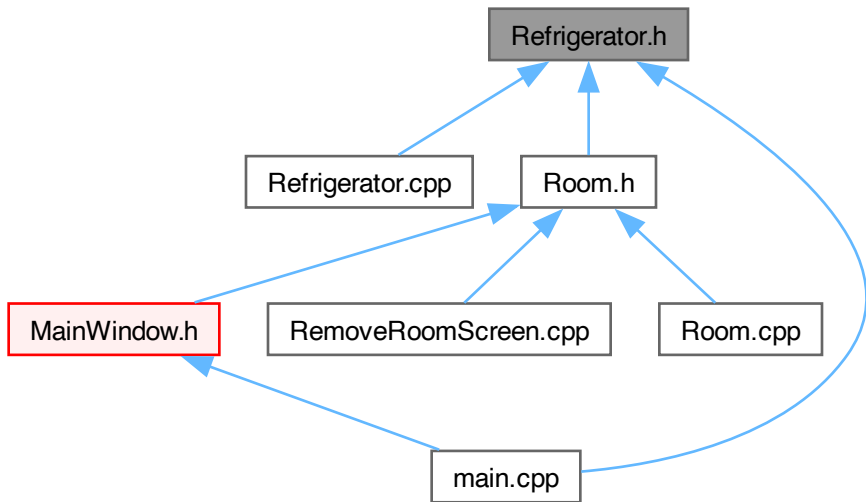 Refrigerator.h
Refrigerator.cpp
Room.h
MainWindow.h
RemoveRoomScreen.cpp
Room.cpp
main.cpp